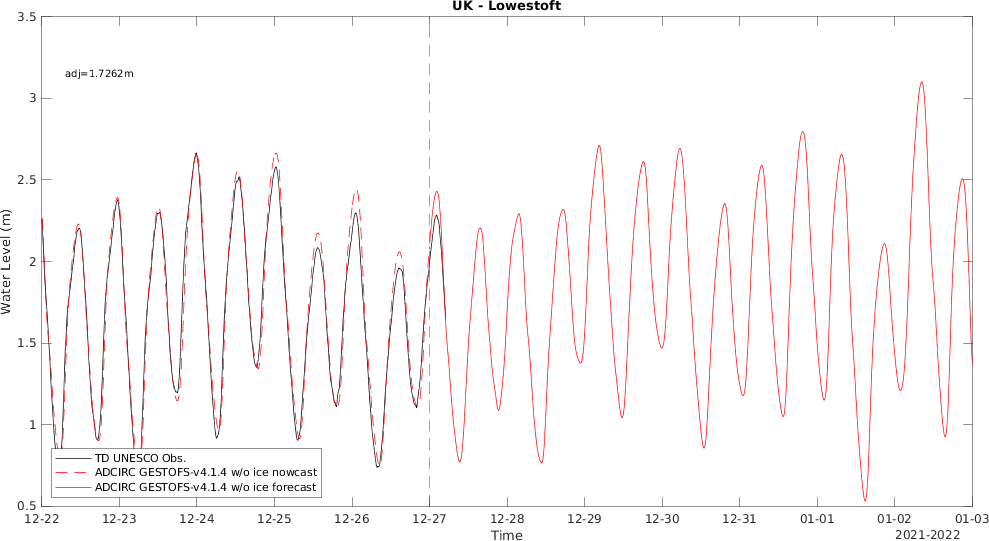 UK - Lowestoft
3.5
3
2.5
2
1.5
1
0.5
Water Level (m)
adj=1.7262m
TD UNESCO Obs.
ADCIRC GESTOFS-v4.1.4 w/o ice nowcast
ADCIRC GESTOFS-v4.1.4 w/o ice forecast
12-22 12-23 12-24 12-25 12-26 12-27 12-28 12-29 12-30 12-31 01-01 01-02 01-03
Time
2021-2022